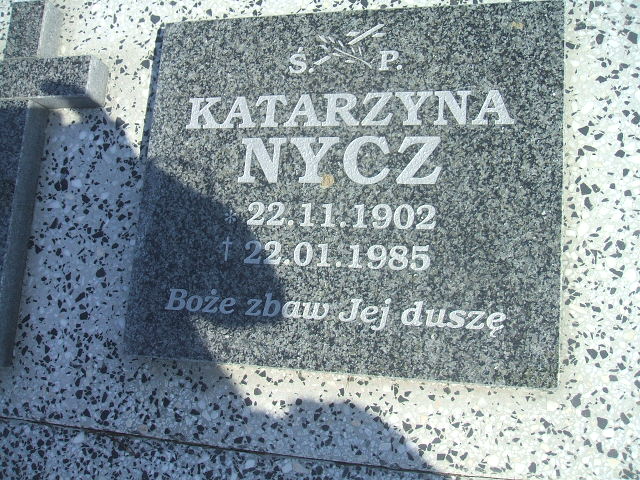 Ś. P.
KATARZYNA
NYCZ
* 22.11.1902
† 22.01.1985
Boże zbaw Jej duszę